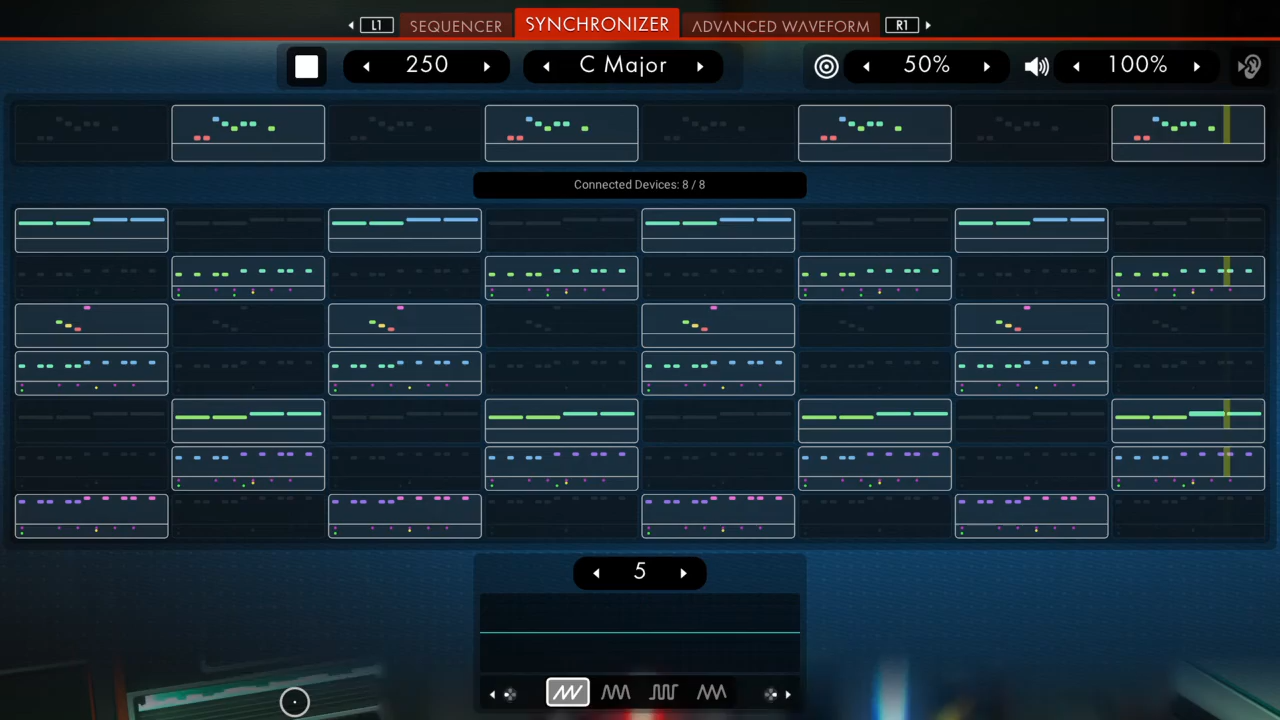 L1 SEQUENCER SYNCHRONIZER ADVANCED WAVEFORM R1
250 C Major 50% 100%
Connected Devices: 8 / 8
5